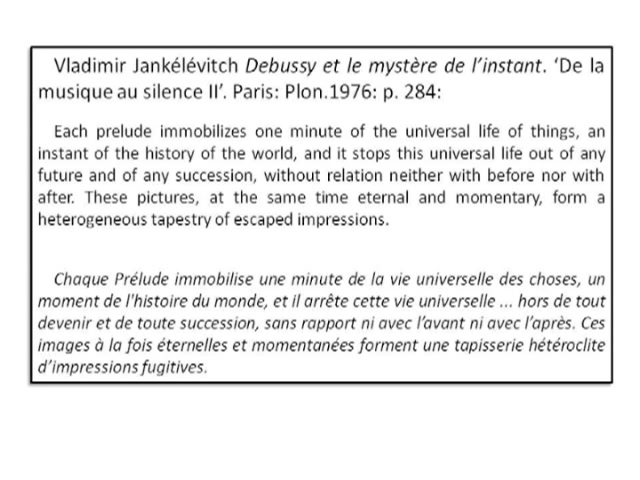 Vladimir Jankélévitch Debussy et le mystère de l'instant. 'De la
musique au silence II'. Paris: Plon.1976: p. 284:
Each prelude immobilizes one minute of the universal life of things, an
instant of the history of the world, and it stops this universal life out of any
future and of any succession, without relation neither with before nor with
after. These pictures, at the same time eternal and momentary, form a
heterogeneous tapestry of escaped impressions.
Chaque Prélude immobilise une minute de la vie universelle des choses, un
moment de l'histoire du monde, et il arrête cette vie universelle ... hors de tout
devenir et de toute succession, sans rapport ni avec l'avant ni avec l'après. Ces
images à la fois éternelles et momentanées forment une tapisserie hétéroclite
d'impressions fugitives.